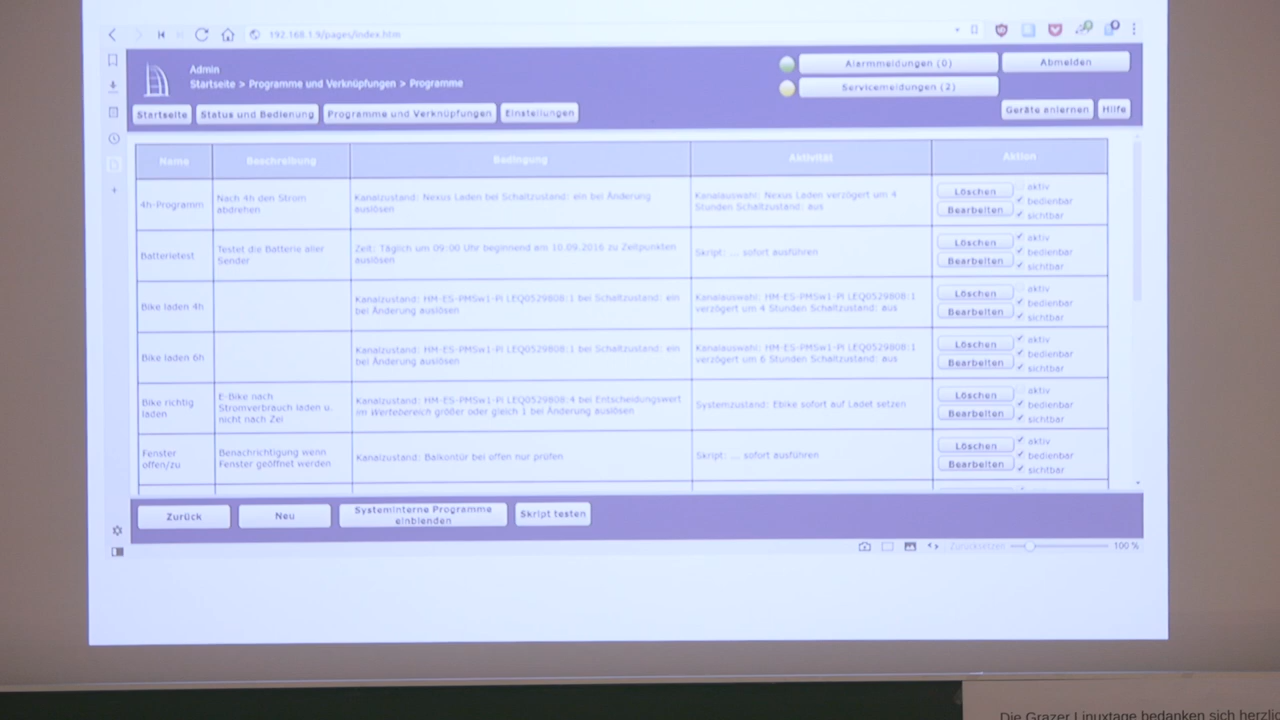 192.168.1.9/pages/index.htm
Admin
Startseite > Programme und Verknüpfungen > Programme
Alarmmeldungen (0)
Abmelden
Servicemeldungen (2)
Startseite
Status und Bedienung
Programme und Verknüpfungen
Einstellungen
Geräte anlernen
Hilfe
Name
Beschreibung
Bedingung
Aktivität
Aktion
4h-Programm
Nach 4h den Strom
abdrehen
Kanalzustand: Nexus Laden bei Schaltzustand: ein bei Änderung
auslösen
Kanalauswahl: Nexus Laden verzögert um 4
Stunden Schaltzustand: aus
Löschen
Bearbeiten
aktiv
bedienbar
sichtbar
Batterietest
Testet die Batterie aller
Sender
Zeit: Täglich um 09:00 Uhr beginnend am 10.09.2016 zu Zeitpunkten
auslösen
Skript: ... sofort ausführen
Löschen
Bearbeiten
aktiv
bedienbar
sichtbar
Bike laden 4h
Kanalzustand: HM-ES-PMSw1-Pl LEQ0529808:1 bei Schaltzustand: ein
bei Änderung auslösen
Kanalauswahl: HM-ES-PMSw1-Pl LEQ0529808:1
verzögert um 4 Stunden Schaltzustand: aus
Löschen
Bearbeiten
aktiv
bedienbar
sichtbar
Bike laden 6h
Kanalzustand: HM-ES-PMSw1-Pl LEQ0529808:1 bei Schaltzustand: ein
bei Änderung auslösen
Kanalauswahl: HM-ES-PMSw1-Pl LEQ0529808:1
verzögert um 6 Stunden Schaltzustand: aus
Löschen
Bearbeiten
aktiv
bedienbar
sichtbar
Bike richtig
laden
E-Bike nach
Stromverbrauch laden u.
nicht nach Zei
Kanalzustand: HM-ES-PMSw1-Pl LEQ0529808:4 bei Entscheidungswert
im Wertebereich größer oder gleich 1 bei Änderung auslösen
Systemzustand: Ebike sofort auf Ladet setzen
Löschen
Bearbeiten
aktiv
bedienbar
sichtbar
Fenster
offen/zu
Benachrichtigung wenn
Fenster geöffnet werden
Kanalzustand: Balkontür bei offen nur prüfen
Skript: ... sofort ausführen
Löschen
Bearbeiten
aktiv
bedienbar
sichtbar
Zurück
Neu
Systeminterne Programme
einblenden
Skript testen
Zurücksetzen
100 %
Die Grazer Linuxtage bedanken sich herzlic